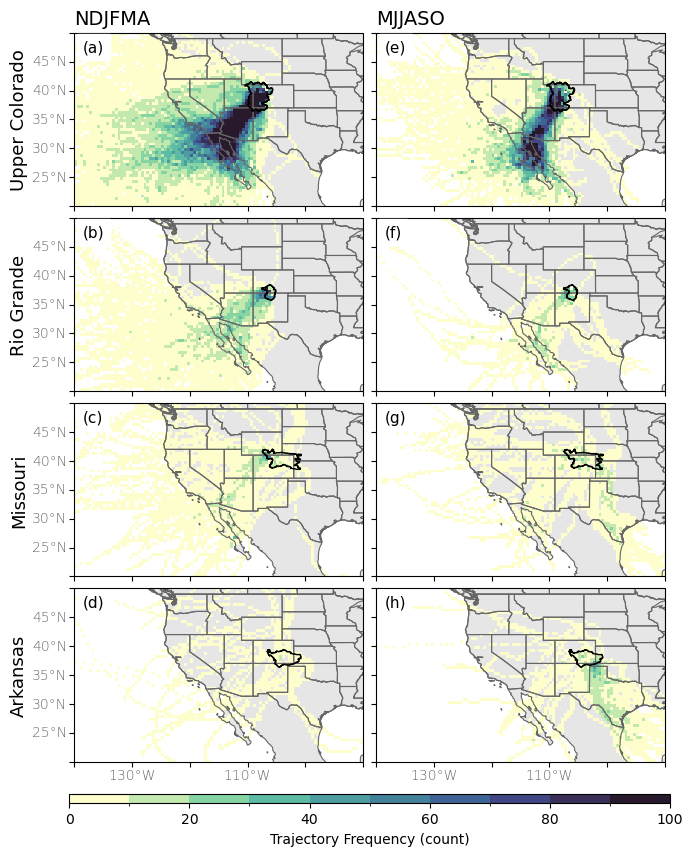 NDJFMA MJJASO
Upper Colorado
(a) (e)
45°N
40°N
35°N
30°N
25°N
Rio Grande
(b) (f)
45°N
40°N
35°N
30°N
25°N
Missouri
(c) (g)
45°N
40°N
35°N
30°N
25°N
Arkansas
(d) (h)
45°N
40°N
35°N
30°N
25°N
130°W 110°W 130°W 110°W
0 20 40 60 80 100
Trajectory Frequency (count)